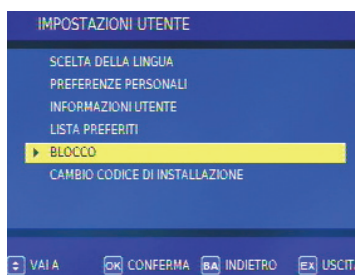 IMPOSTAZIONI UTENTE
SCELTA DELLA LINGUA
PREFERENZE PERSONALI
INFORMAZIONI UTENTE
LISTA PREFERITI
BLOCCO
CAMBIO CODICE DI INSTALLAZIONE
VAI A OK CONFERMA BA INDIETRO EX USCIT